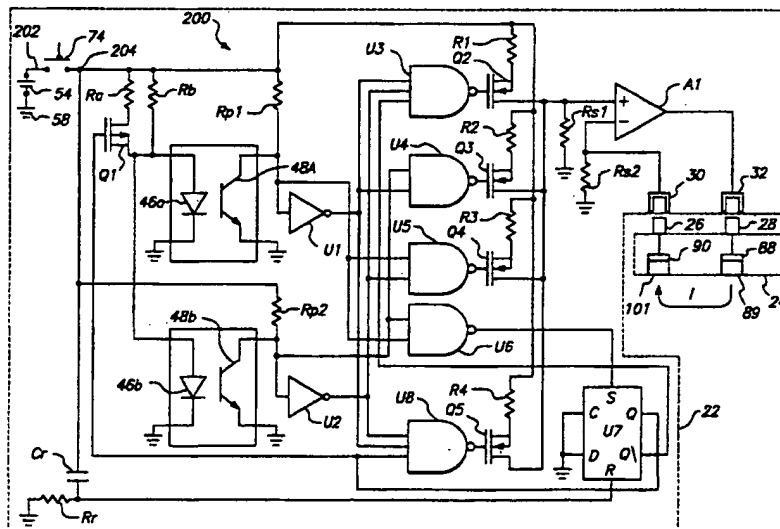 74
200
202
204
R1
U3
Q2
54
Ra
Rb
Rp1
A1
+
−
58
R2
Rs1
U4
Q3
48A
Rs2
30
32
Q1
46a
R3
U5
Q4
26
28
U1
90
88
Rp2
101
I
89
2
48b
U6
R4
S
22
46b
U8
Q5
C
Q
U2
U7
D
Q\
Cr
R
Rr